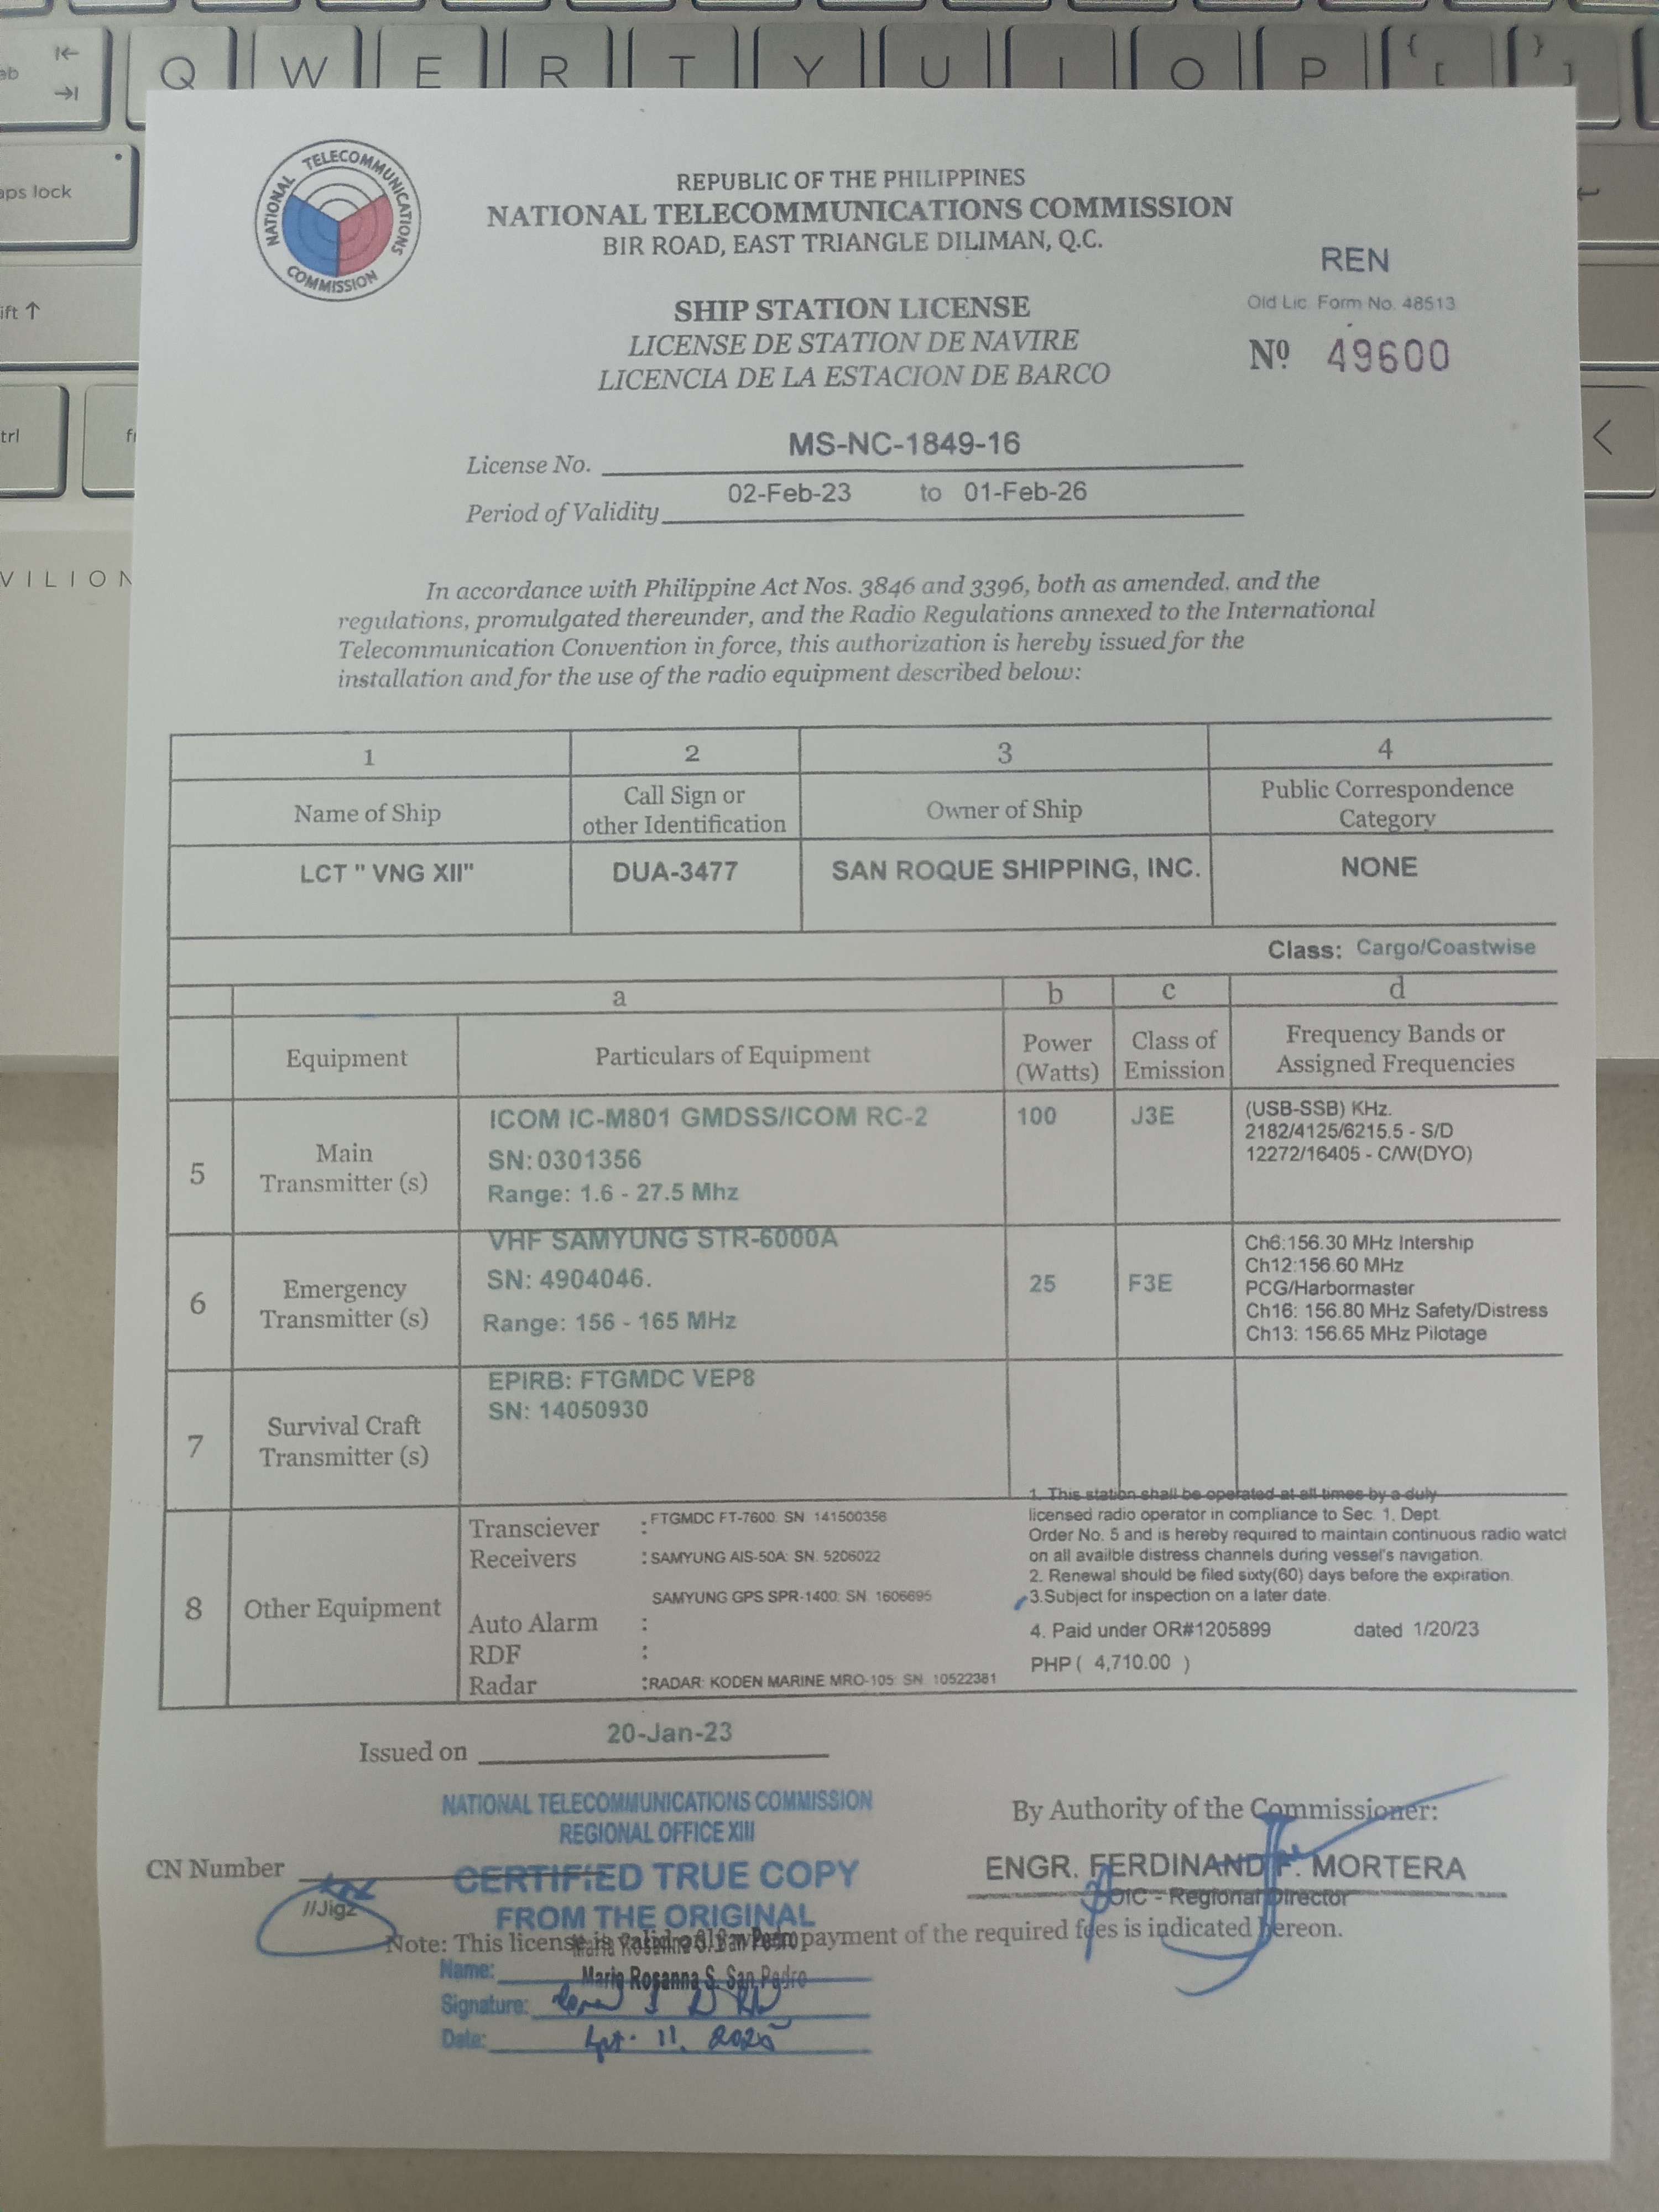 Q W E R T Y U I O P { [ } ]
aps lock
ift ↑
trl
VILION
NATIONAL TELECOMMUNICATIONS COMMISSION
REPUBLIC OF THE PHILIPPINES
NATIONAL TELECOMMUNICATIONS COMMISSION
BIR ROAD, EAST TRIANGLE DILIMAN, Q.C.
REN
Old Lic. Form No. 48513
Nº 49600
SHIP STATION LICENSE
LICENSE DE STATION DE NAVIRE
LICENCIA DE LA ESTACION DE BARCO
License No. MS-NC-1849-16
Period of Validity 02-Feb-23 to 01-Feb-26
In accordance with Philippine Act Nos. 3846 and 3396, both as amended, and the
regulations, promulgated thereunder, and the Radio Regulations annexed to the International
Telecommunication Convention in force, this authorization is hereby issued for the
installation and for the use of the radio equipment described below:
1 2 3 4
Name of Ship
Call Sign or
other Identification
Owner of Ship
Public Correspondence
Category
LCT " VNG XII" DUA-3477 SAN ROQUE SHIPPING, INC. NONE
Class: Cargo/Coastwise
a b c d
Equipment
Particulars of Equipment
Power
(Watts)
Class of
Emission
Frequency Bands or
Assigned Frequencies
5
Main
Transmitter (s)
ICOM IC-M801 GMDSS/ICOM RC-2
SN:0301356
Range: 1.6 - 27.5 Mhz
100
J3E
(USB-SSB) KHz.
2182/4125/6215.5 - S/D
12272/16405 - C/W(DYO)
6
Emergency
Transmitter (s)
VHF SAMYUNG STR-6000A
SN: 4904046.
Range: 156 - 165 MHz
25
F3E
Ch6:156.30 MHz Intership
Ch12:156.60 MHz
PCG/Harbormaster
Ch16: 156.80 MHz Safety/Distress
Ch13: 156.65 MHz Pilotage
7
Survival Craft
Transmitter (s)
EPIRB: FTGMDC VEP8
SN: 14050930
8
Other Equipment
Transciever : FTGMDC FT-7600: SN. 141500356
Receivers : SAMYUNG AIS-50A: SN. 5206022
SAMYUNG GPS SPR-1400: SN. 1606695
Auto Alarm :
RDF :
Radar :RADAR: KODEN MARINE MRO-105: SN. 10522381
1. This station shall be operated at all times by a duly
licensed radio operator in compliance to Sec. 1. Dept.
Order No. 5 and is hereby required to maintain continuous radio watcl
on all availble distress channels during vessel's navigation.
2. Renewal should be filed sixty(60) days before the expiration.
3.Subject for inspection on a later date.
4. Paid under OR#1205899 dated 1/20/23
PHP ( 4,710.00 )
Issued on 20-Jan-23
NATIONAL TELECOMMUNICATIONS COMMISSION
REGIONAL OFFICE XIII
By Authority of the Commissioner:
CN Number
CERTIFIED TRUE COPY
ENGR. FERDINAND F. MORTERA
OIC - Regional Director
//Jigz
FROM THE ORIGINAL
Note: This license is valid only payment of the required fees is indicated hereon.
Maria Rosanna S. San Pedro
Name: Maria Rosanna S. San Pedro
Signature:
Date: 11, 2025